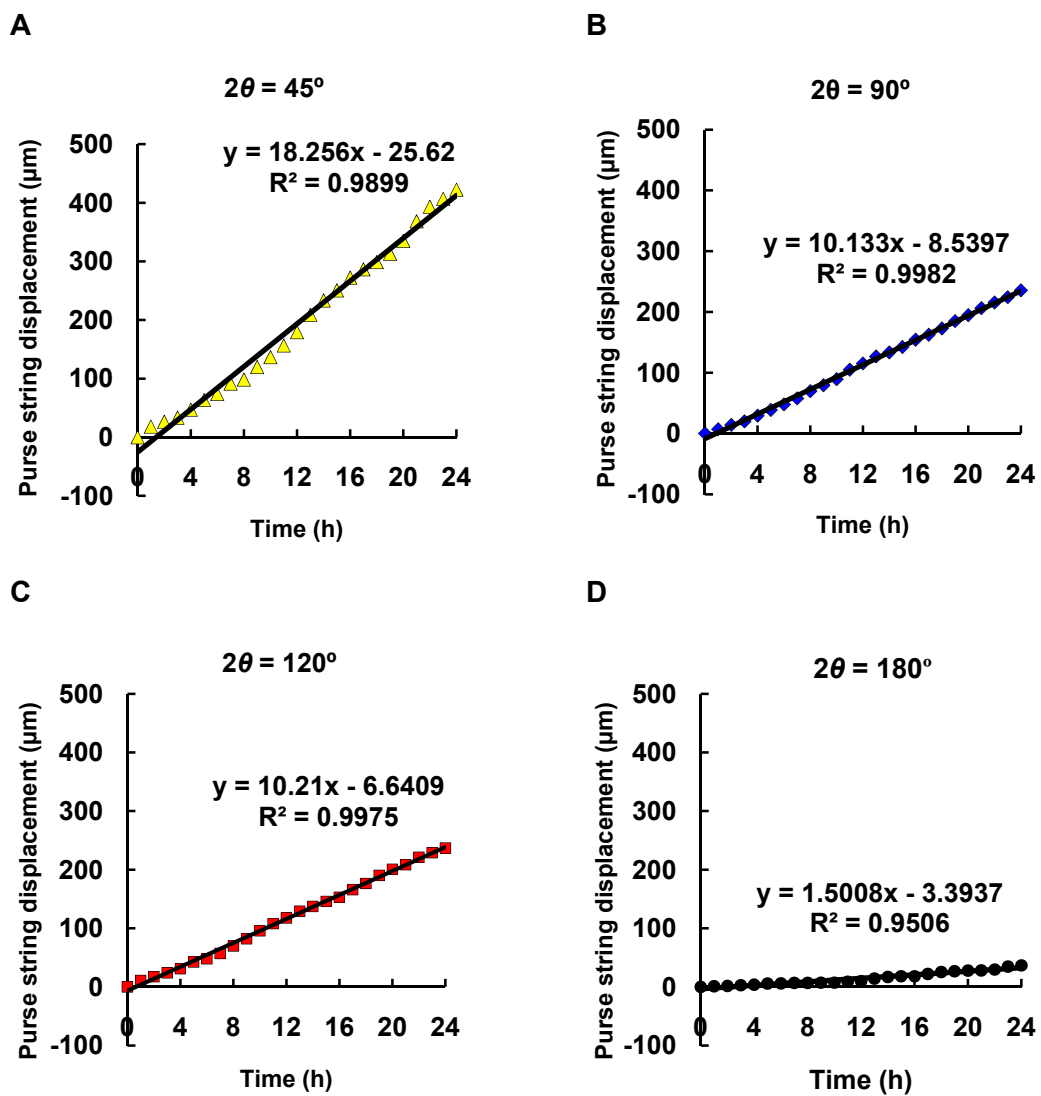 A
2θ = 45º
y = 18.256x - 25.62
R² = 0.9899
Purse string displacement (µm)
500
400
300
200
100
0
-100
0 4 8 12 16 20 24
Time (h)
B
2θ = 90º
y = 10.133x - 8.5397
R² = 0.9982
Purse string displacement (µm)
500
400
300
200
100
0
-100
0 4 8 12 16 20 24
Time (h)
C
2θ = 120º
y = 10.21x - 6.6409
R² = 0.9975
Purse string displacement (µm)
500
400
300
200
100
0
-100
0 4 8 12 16 20 24
Time (h)
D
2θ = 180º
y = 1.5008x - 3.3937
R² = 0.9506
Purse string displacement (µm)
500
400
300
200
100
0
-100
0 4 8 12 16 20 24
Time (h)